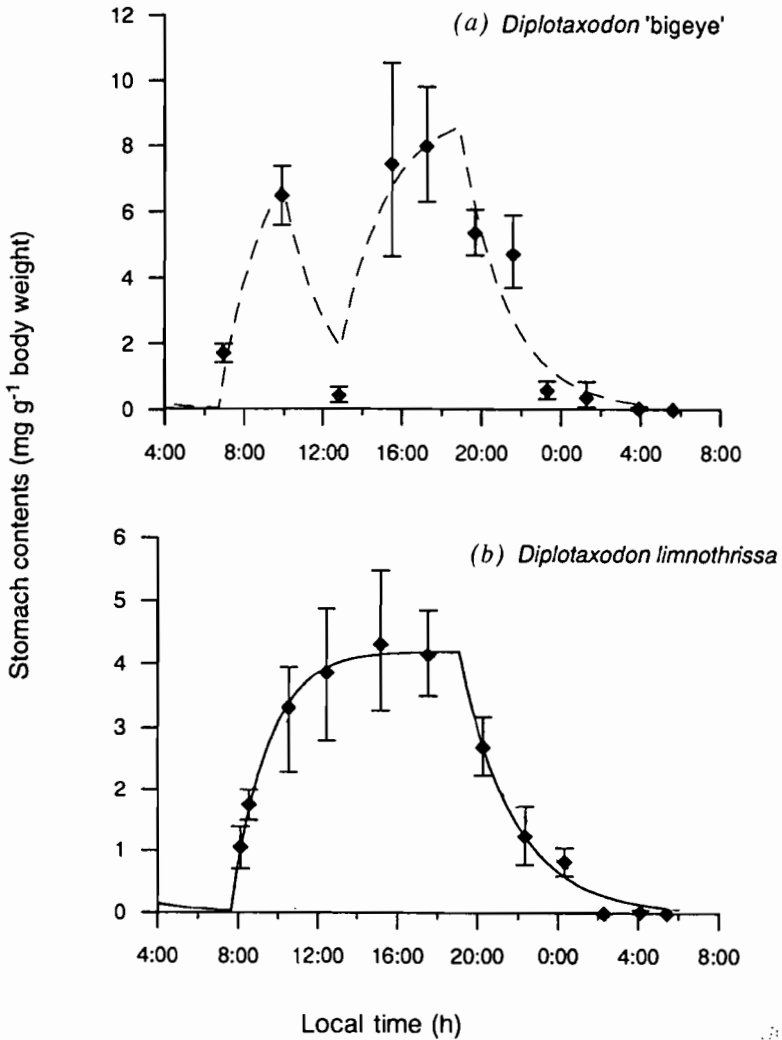 (a) Diplotaxodon 'bigeye'
12
10
8
6
4
2
0
4:00 8:00 12:00 16:00 20:00 0:00 4:00 8:00
Stomach contents (mg g-1 body weight)
(b) Diplotaxodon limnothrissa
6
5
4
3
2
1
0
4:00 8:00 12:00 16:00 20:00 0:00 4:00 8:00
Local time (h)